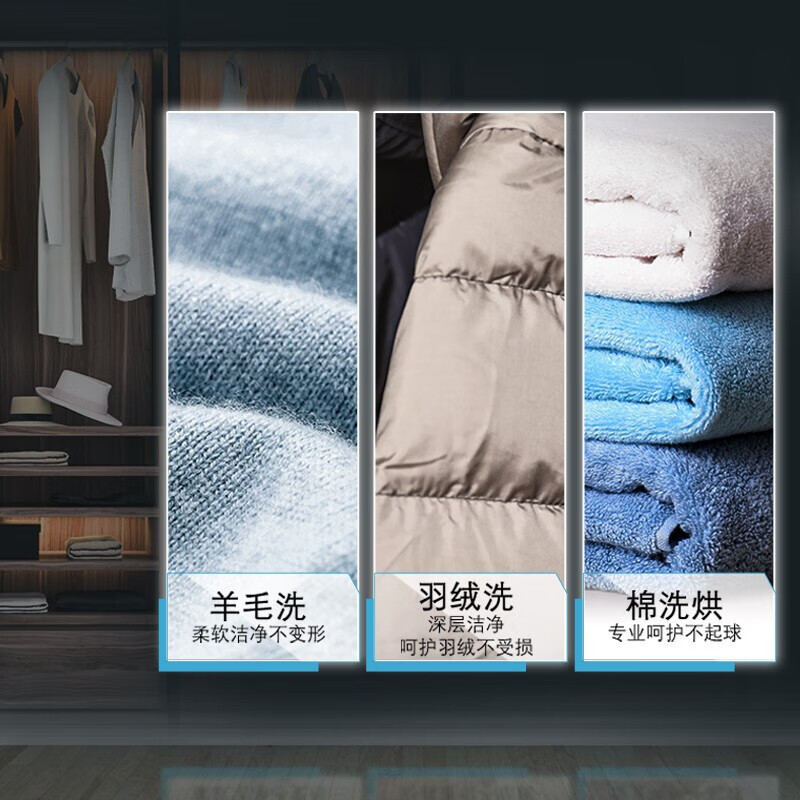 羊毛洗
柔软洁净不变形
羽绒洗
深层洁净
呵护羽绒不受损
棉洗烘
专业呵护不起球